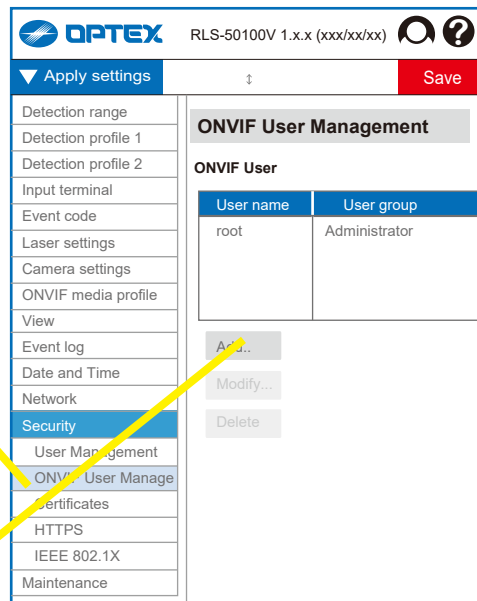 OPTEX RLS-50100V 1.x.x (xxx/xx/xx)
Apply settings Save
Detection range
Detection profile 1
Detection profile 2
Input terminal
Event code
Laser settings
Camera settings
ONVIF media profile
View
Event log
Date and Time
Network
Security
User Management
ONVIF User Manage
Certificates
HTTPS
IEEE 802.1X
Maintenance
ONVIF User Management
ONVIF User
User name User group
root Administrator
Add..
Modify...
Delete